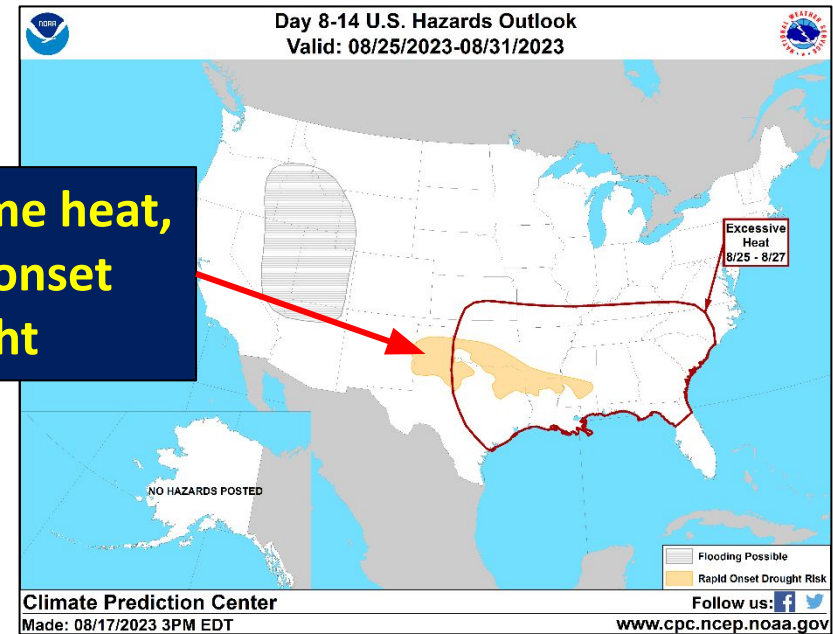 NOAA
Day 8-14 U.S. Hazards Outlook
Valid: 08/25/2023-08/31/2023
me heat,
onset
ht
Excessive
Heat
8/25 - 8/27
NO HAZARDS POSTED
Flooding Possible
Rapid Onset Drought Risk
Climate Prediction Center
Follow us:
Made: 08/17/2023 3PM EDT
www.cpc.ncep.noaa.gov